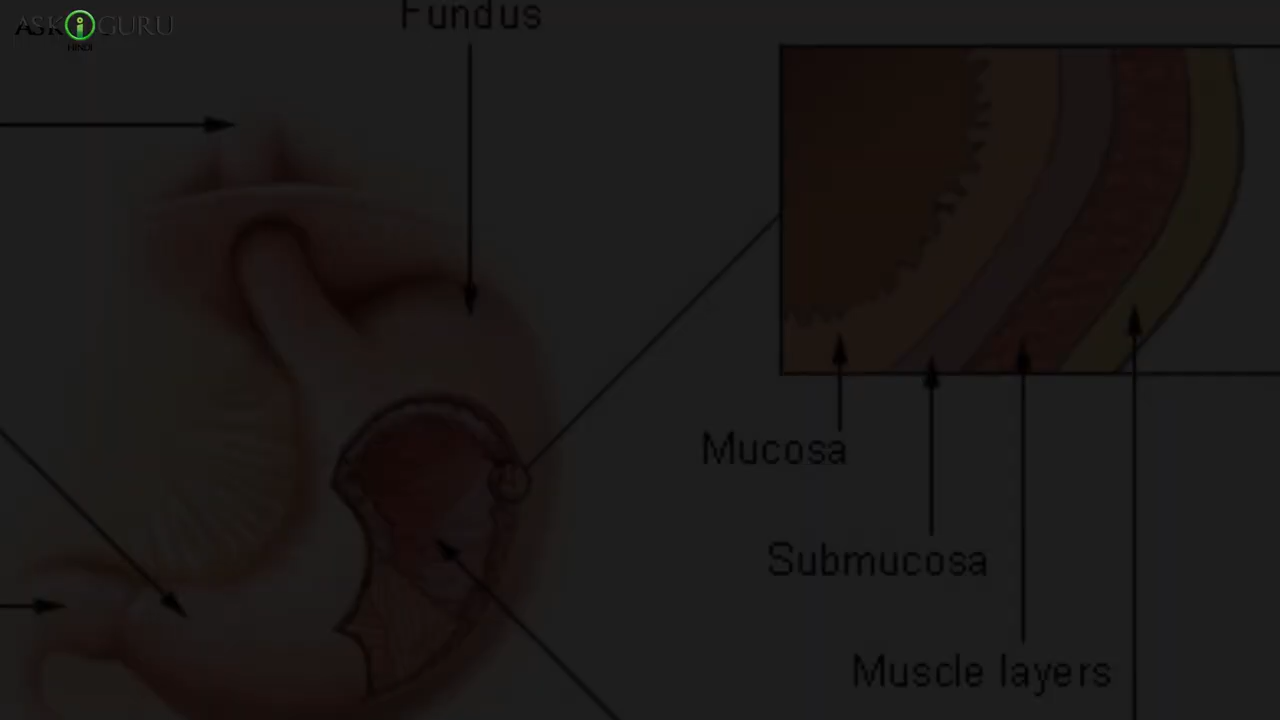 ASK i GURU
HINDI
Fundus
Mucosa
Submucosa
Muscle layers